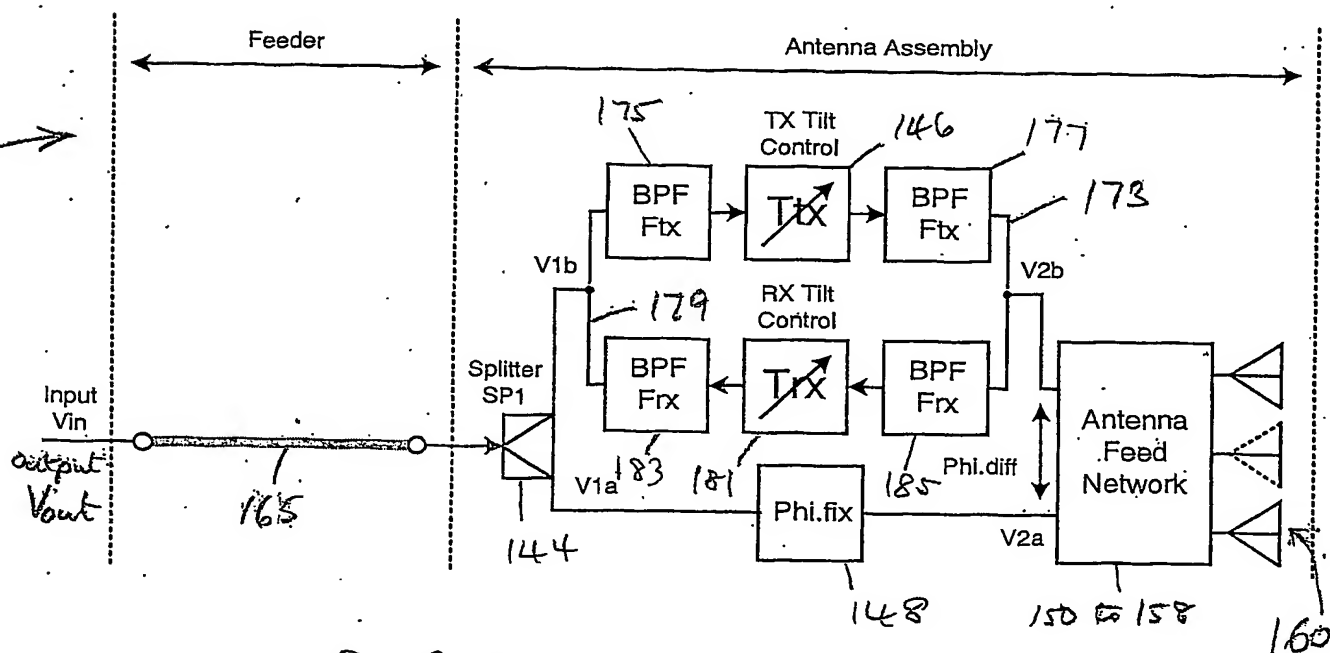 Feeder
Antenna Assembly
175
TX Tilt
Control
146
177
BPF
Ftx
Ttx
BPF
Ftx
173
V1b
V2b
179
RX Tilt
Control
Splitter
SP1
BPF
Frx
Trx
BPF
Frx
Input
Vin
output
Vout
165
V1a
183
181
185
Phi.diff
Antenna
Feed
Network
Phi.fix
V2a
144
148
150 to 158
160